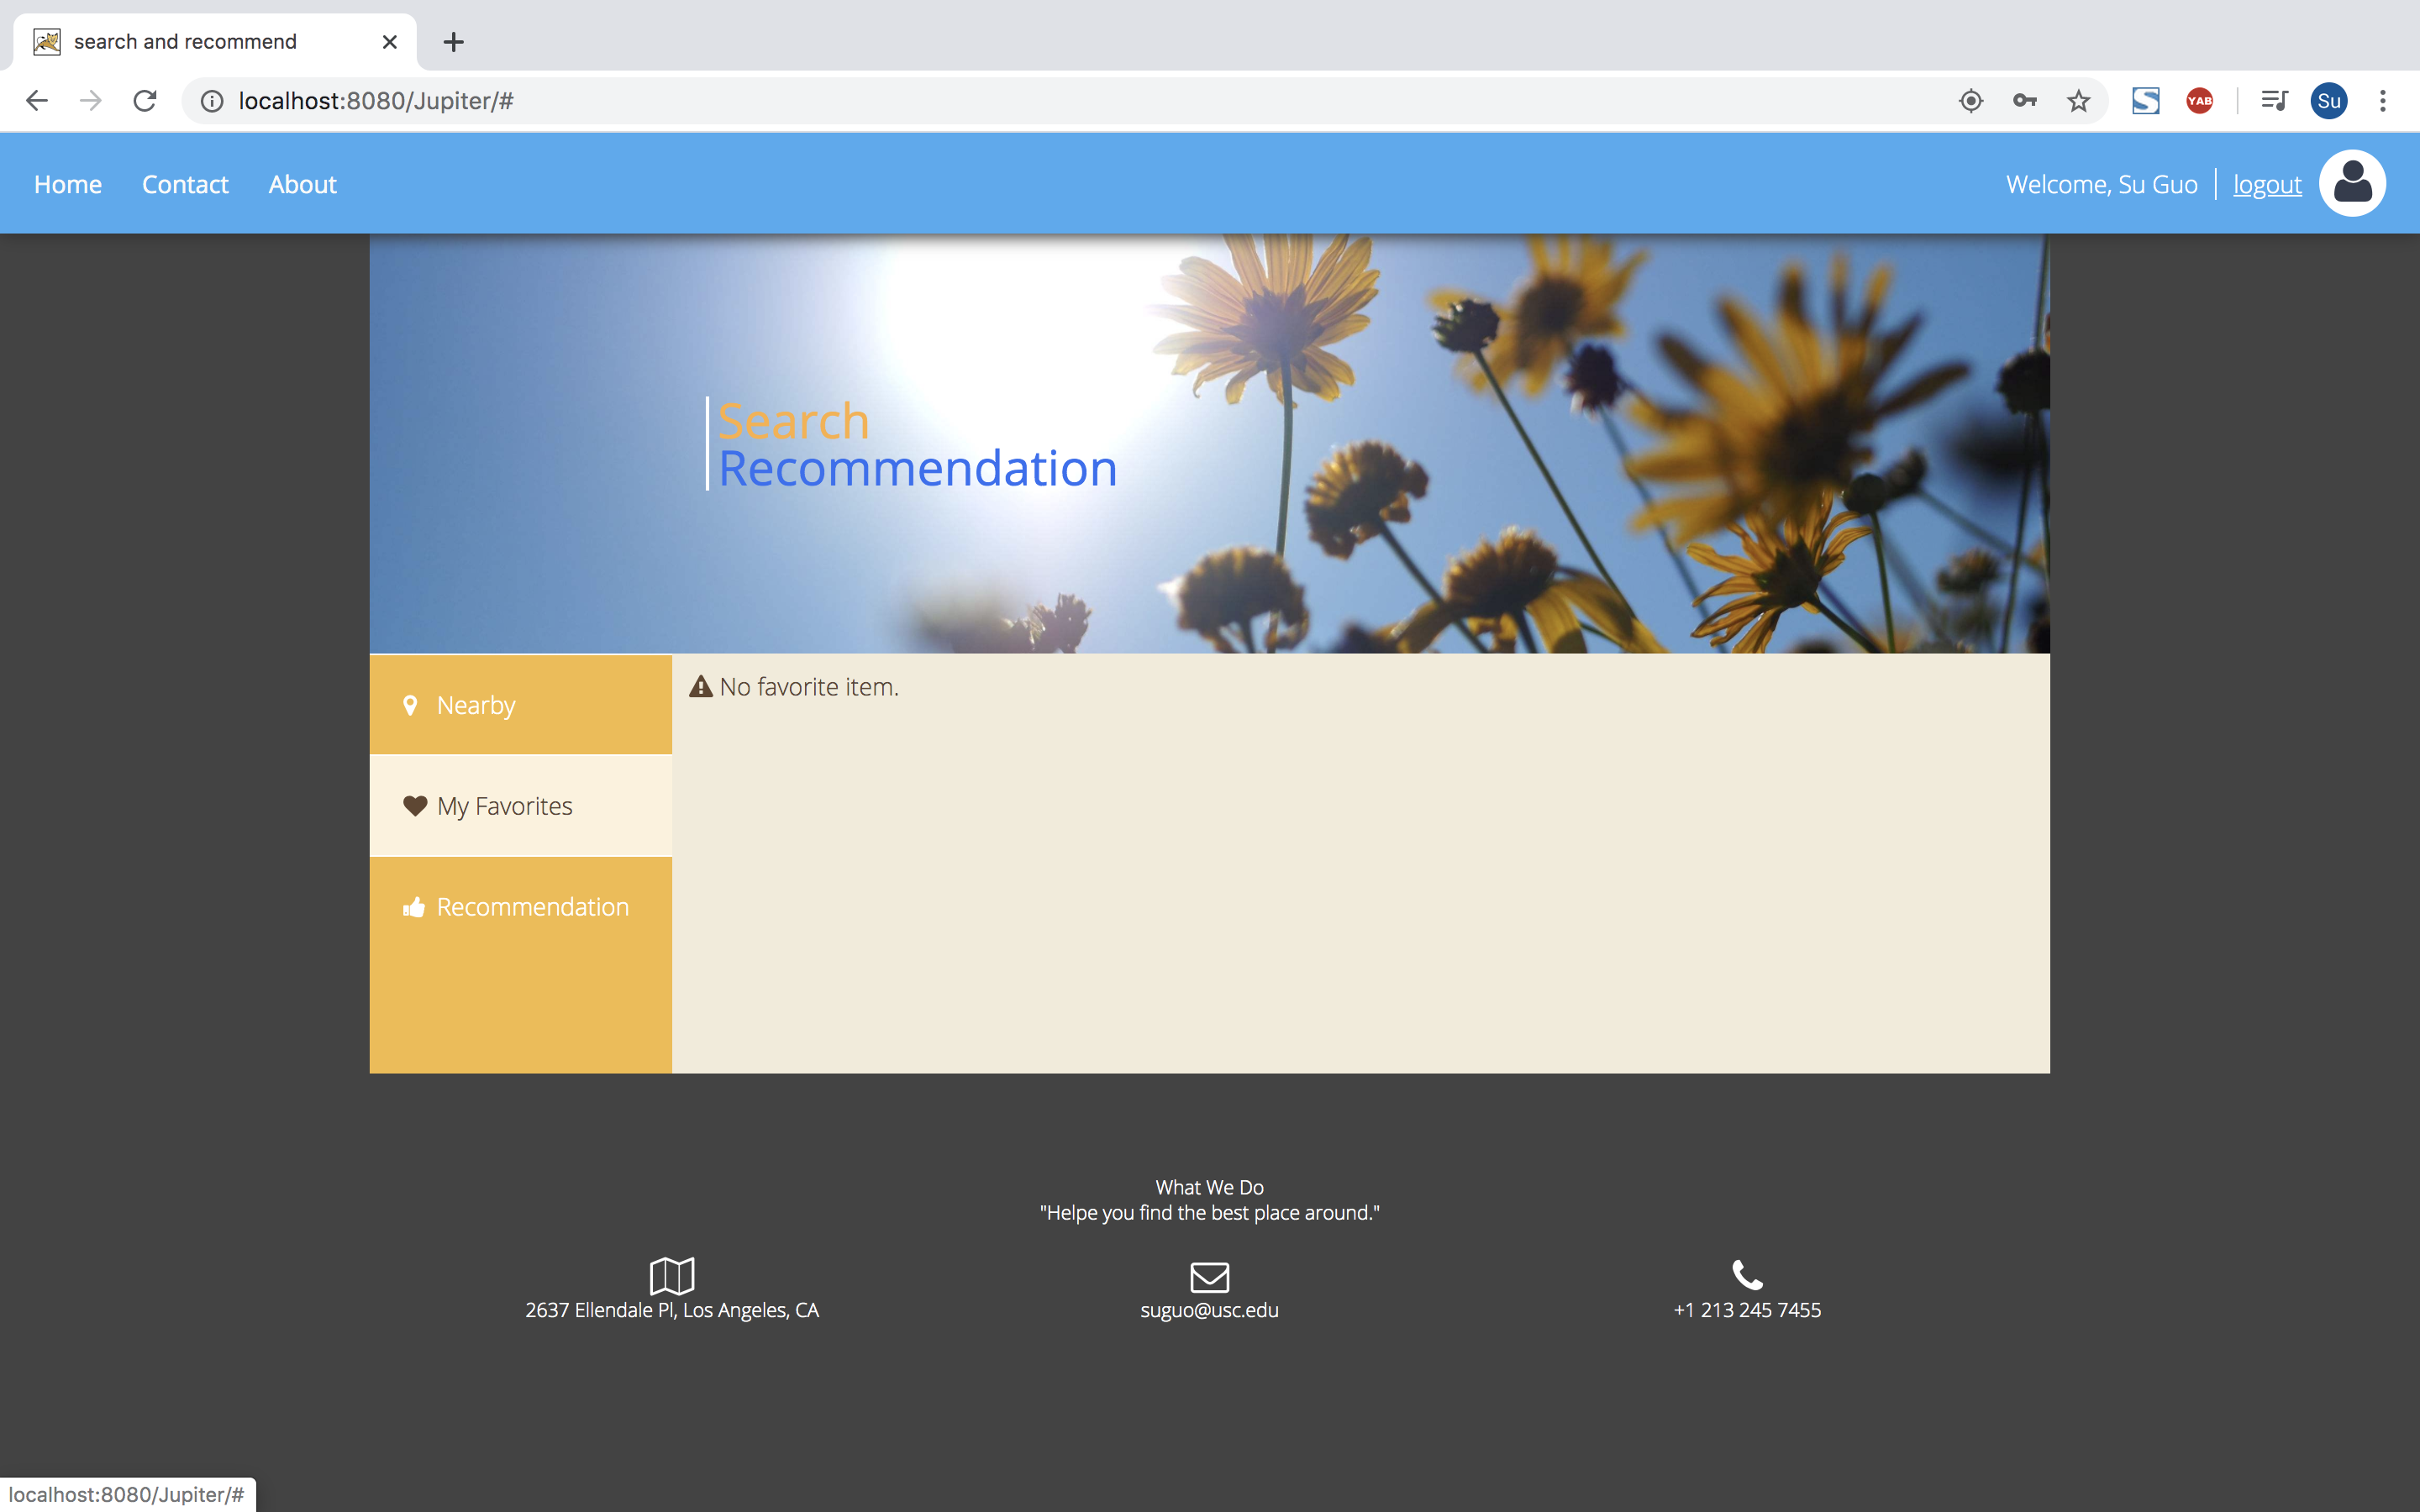 search and recommend
localhost:8080/Jupiter/#
YAB
Su
Home
Contact
About
Welcome, Su Guo
logout
Search
Recommendation
Nearby
My Favorites
Recommendation
No favorite item.
What We Do
"Helpe you find the best place around."
2637 Ellendale Pl, Los Angeles, CA
suguo@usc.edu
+1 213 245 7455
localhost:8080/Jupiter/#